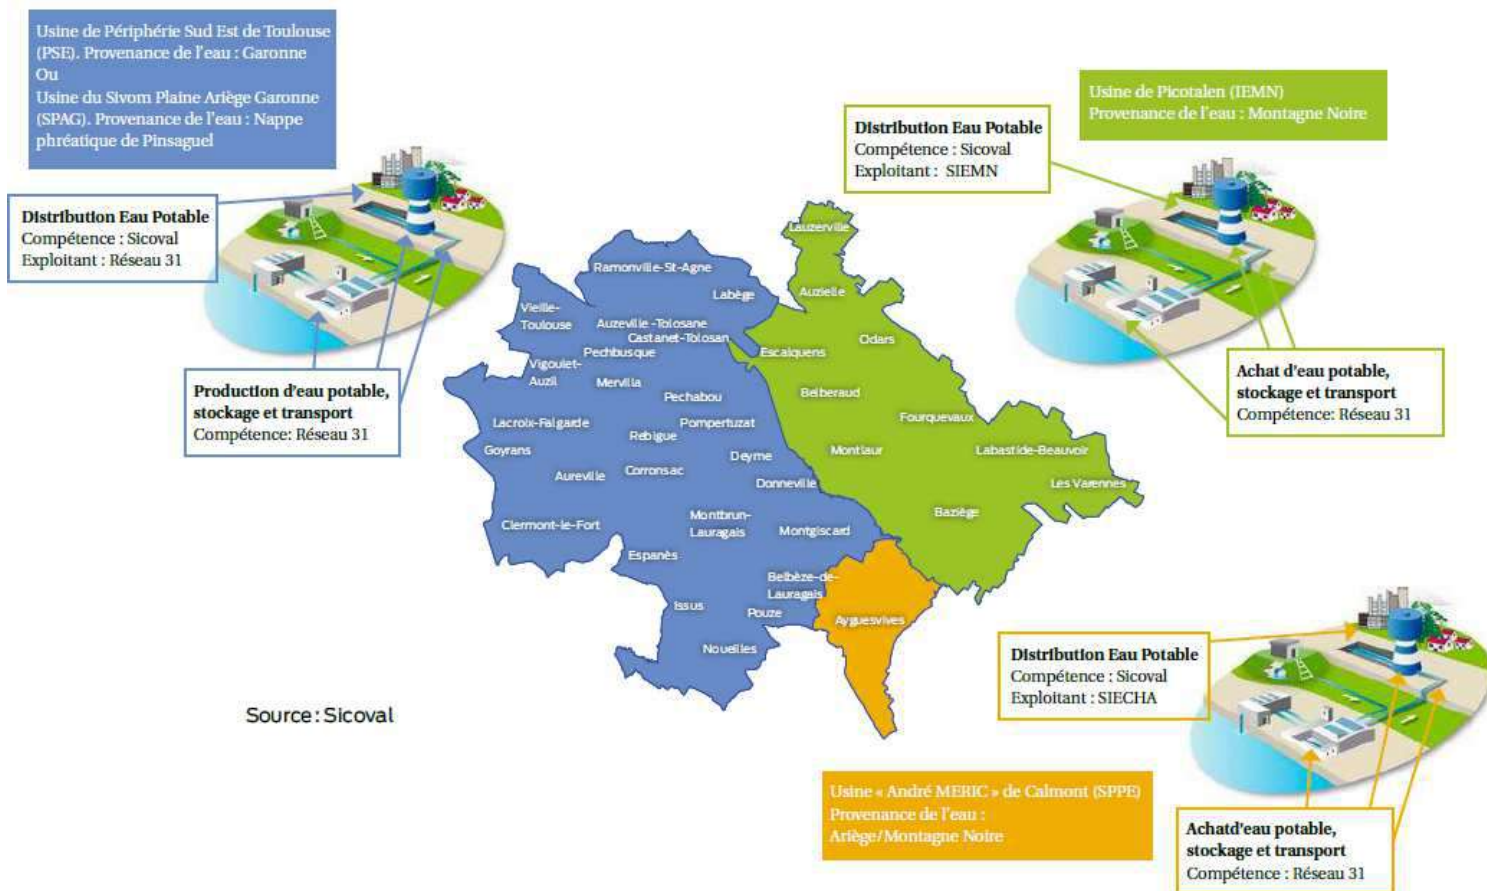 Usine de Périphérie Sud Est de Toulouse
(PSE). Provenance de l'eau : Garonne
Ou
Usine du Sivom Plaine Ariège Garonne
(SPAG). Provenance de l'eau : Nappe
phréatique de Pinsaguel
Distribution Eau Potable
Compétence : Sicoval
Exploitant : Réseau 31
Production d'eau potable,
stockage et transport
Compétence: Réseau 31
Usine de Picotalen (IEMN)
Provenance de l'eau : Montagne Noire
Distribution Eau Potable
Compétence : Sicoval
Exploitant : SIEMN
Achat d'eau potable,
stockage et transport
Compétence: Réseau 31
Lauzerville
Ramonville-St-Agne
Labège
Auzielle
Vieille-
Toulouse
Auzeville -Tolosane
Castanet-Tolosan
Odars
Pechbusque
Escalquens
Vigoulet-
Auzil
Mervilla
Pechabou
Belberaud
Lacroix-Falgarde
Pompertuzat
Fourquevaux
Rebigue
Goyrans
Deyme
Montlaur
Labastide-Beauvoir
Aureville
Corronsac
Donneville
Les Varennes
Clermont-le-Fort
Montbrun-
Lauragais
Montgiscard
Baziège
Espanès
Belbèze-de-
Lauragais
Issus
Pouze
Ayguesvives
Noueilles
Distribution Eau Potable
Compétence : Sicoval
Exploitant : SIECHA
Source : Sicoval
Usine « André MERIC » de Calmont (SPPE)
Provenance de l'eau :
Ariège/Montagne Noire
Achatd'eau potable,
stockage et transport
Compétence : Réseau 31